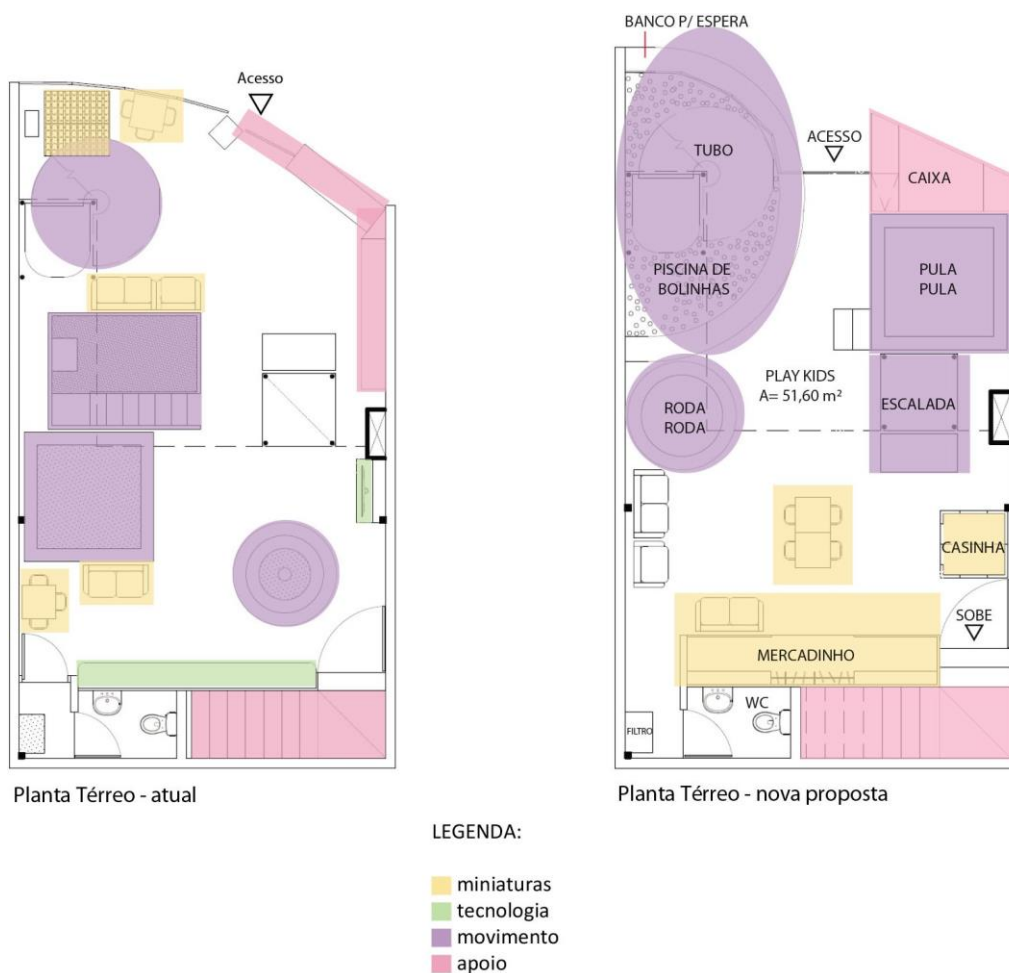 Acesso
Planta Térreo - atual
BANCO P/ ESPERA
TUBO
ACESSO
CAIXA
PISCINA DE
BOLINHAS
PULA
PULA
PLAY KIDS
A= 51,60 m²
RODA
RODA
ESCALADA
CASINHA
SOBE
MERCADINHO
WC
FILTRO
Planta Térreo - nova proposta
LEGENDA:
miniaturas
tecnologia
movimento
apoio